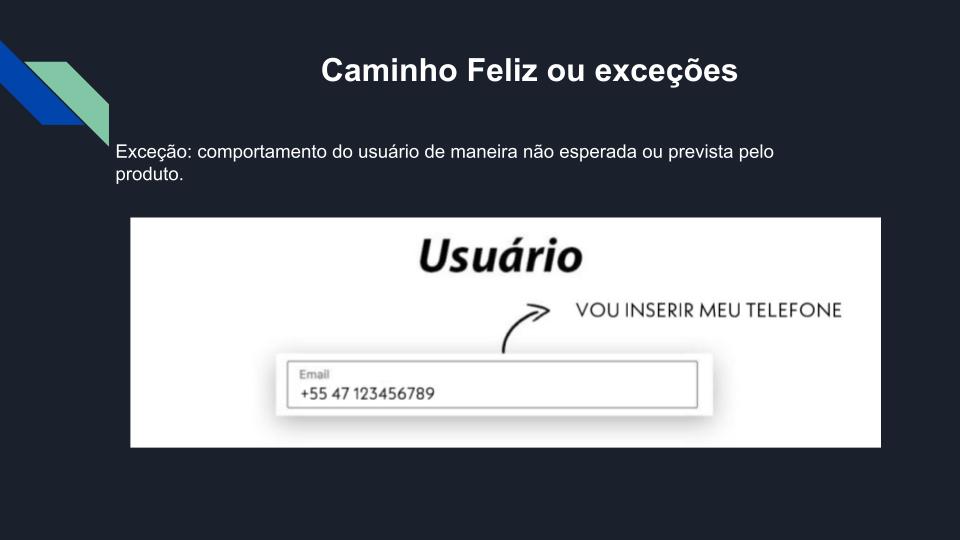 Caminho Feliz ou exceções
Exceção: comportamento do usuário de maneira não esperada ou prevista pelo
produto.
Usuário
VOU INSERIR MEU TELEFONE
Email
+55 47 123456789